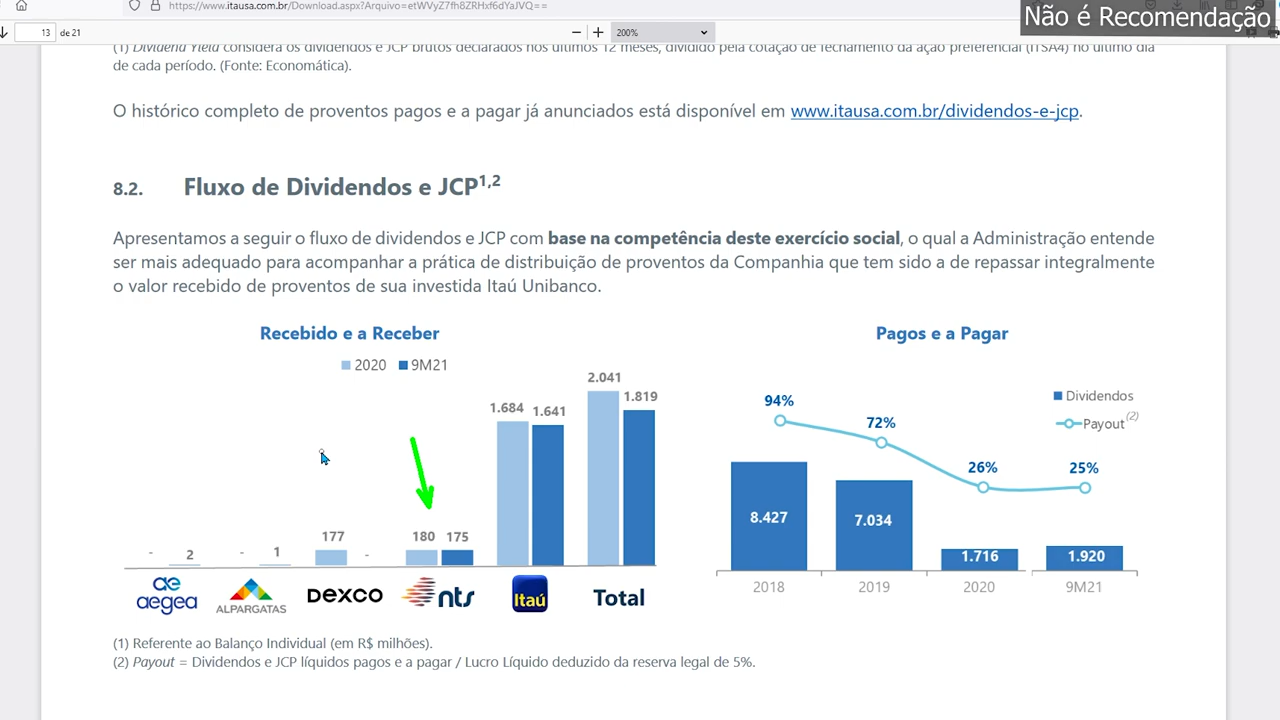 https://www.itausa.com.br/Download.aspx?Arquivo=etWVyZ7fh8ZRHxf6dYaJVQ==
Não é Recomendação
13 de 21
200%
(1) Dividend Yield considera os dividendos e JCP brutos declarados nos últimos 12 meses, dividido pela cotação de fechamento da ação preferencial (ITSA4) no último dia
de cada período. (Fonte: Economática).
O histórico completo de proventos pagos e a pagar já anunciados está disponível em www.itausa.com.br/dividendos-e-jcp.
8.2. Fluxo de Dividendos e JCP1,2
Apresentamos a seguir o fluxo de dividendos e JCP com base na competência deste exercício social, o qual a Administração entende
ser mais adequado para acompanhar a prática de distribuição de proventos da Companhia que tem sido a de repassar integralmente
o valor recebido de proventos de sua investida Itaú Unibanco.
Recebido e a Receber
2020 9M21
- 2 - 1 177 - 180 175 1.684 1.641 2.041 1.819
ae aegea ALPARGATAS DEXCO nts Itaú Total
Pagos e a Pagar
Dividendos
Payout(2)
94% 72% 26% 25%
8.427 7.034 1.716 1.920
2018 2019 2020 9M21
(1) Referente ao Balanço Individual (em R$ milhões).
(2) Payout = Dividendos e JCP líquidos pagos e a pagar / Lucro Líquido deduzido da reserva legal de 5%.